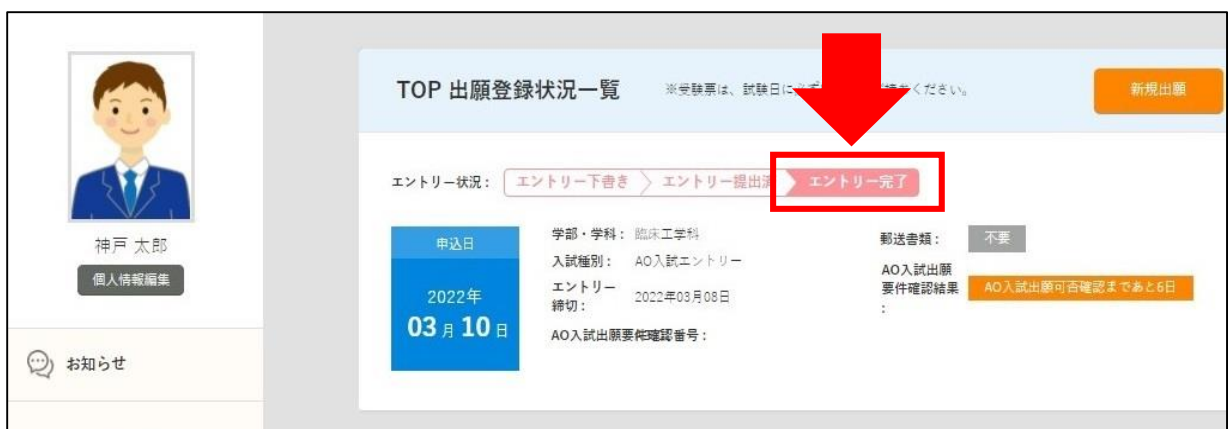 TOP 出願登録状況一覧
※受験票は、試験日に ください。
新規出願
エントリー状況：
エントリー下書き
エントリー提出済
エントリー完了
神戸 太郎
個人情報編集
お知らせ
申込日
2022年
03月10日
学部・学科： 臨床工学科
入試種別： AO入試エントリー
エントリー
締切： 2022年03月08日
AO入試出願要件確認番号：
郵送書類： 不要
AO入試出願
要件確認結果
：
AO入試出願可否確認まであと6日